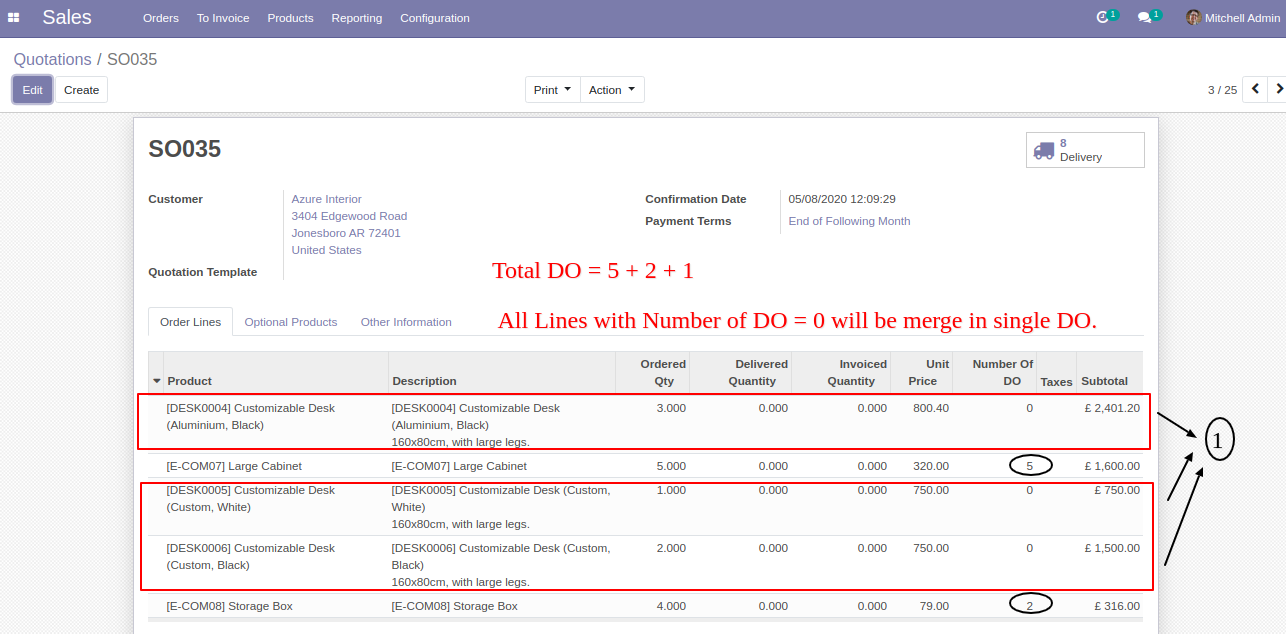 Sales Orders To Invoice Products Reporting Configuration 1 1 Mitchell Admin
Quotations / SO035
Edit Create Print Action 3 / 25
SO035
8
Delivery
Customer Azure Interior Confirmation Date 05/08/2020 12:09:29
3404 Edgewood Road Payment Terms End of Following Month
Jonesboro AR 72401
United States
Quotation Template
Total DO = 5 + 2 + 1
Order Lines Optional Products Other Information
All Lines with Number of DO = 0 will be merge in single DO.
Product Description Ordered Qty Delivered Quantity Invoiced Quantity Unit Price Number Of DO Taxes Subtotal
[DESK0004] Customizable Desk [DESK0004] Customizable Desk 3.000 0.000 0.000 800.40 0 £ 2,401.20
(Aluminium, Black) (Aluminium, Black)
160x80cm, with large legs.
1
[E-COM07] Large Cabinet [E-COM07] Large Cabinet 5.000 0.000 0.000 320.00 5 £ 1,600.00
[DESK0005] Customizable Desk [DESK0005] Customizable Desk (Custom, 1.000 0.000 0.000 750.00 0 £ 750.00
(Custom, White) White)
160x80cm, with large legs.
[DESK0006] Customizable Desk [DESK0006] Customizable Desk (Custom, 2.000 0.000 0.000 750.00 0 £ 1,500.00
(Custom, Black) Black)
160x80cm, with large legs.
[E-COM08] Storage Box [E-COM08] Storage Box 4.000 0.000 0.000 79.00 2 £ 316.00